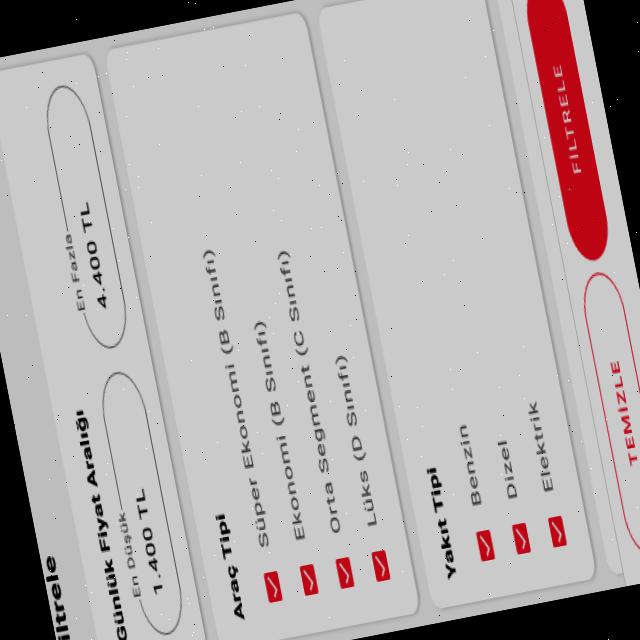 iltrele
Günlük Fiyat Aralığı
En Düşük
1.400 TL
En Fazla
4.400 TL
Araç Tipi
Süper Ekonomi (B Sınıfı)
Ekonomi (B Sınıfı)
Orta Segment (C Sınıfı)
Lüks (D Sınıfı)
Yakıt Tipi
Benzin
Dizel
Elektrik
TEMİZLE
FİLTRELE